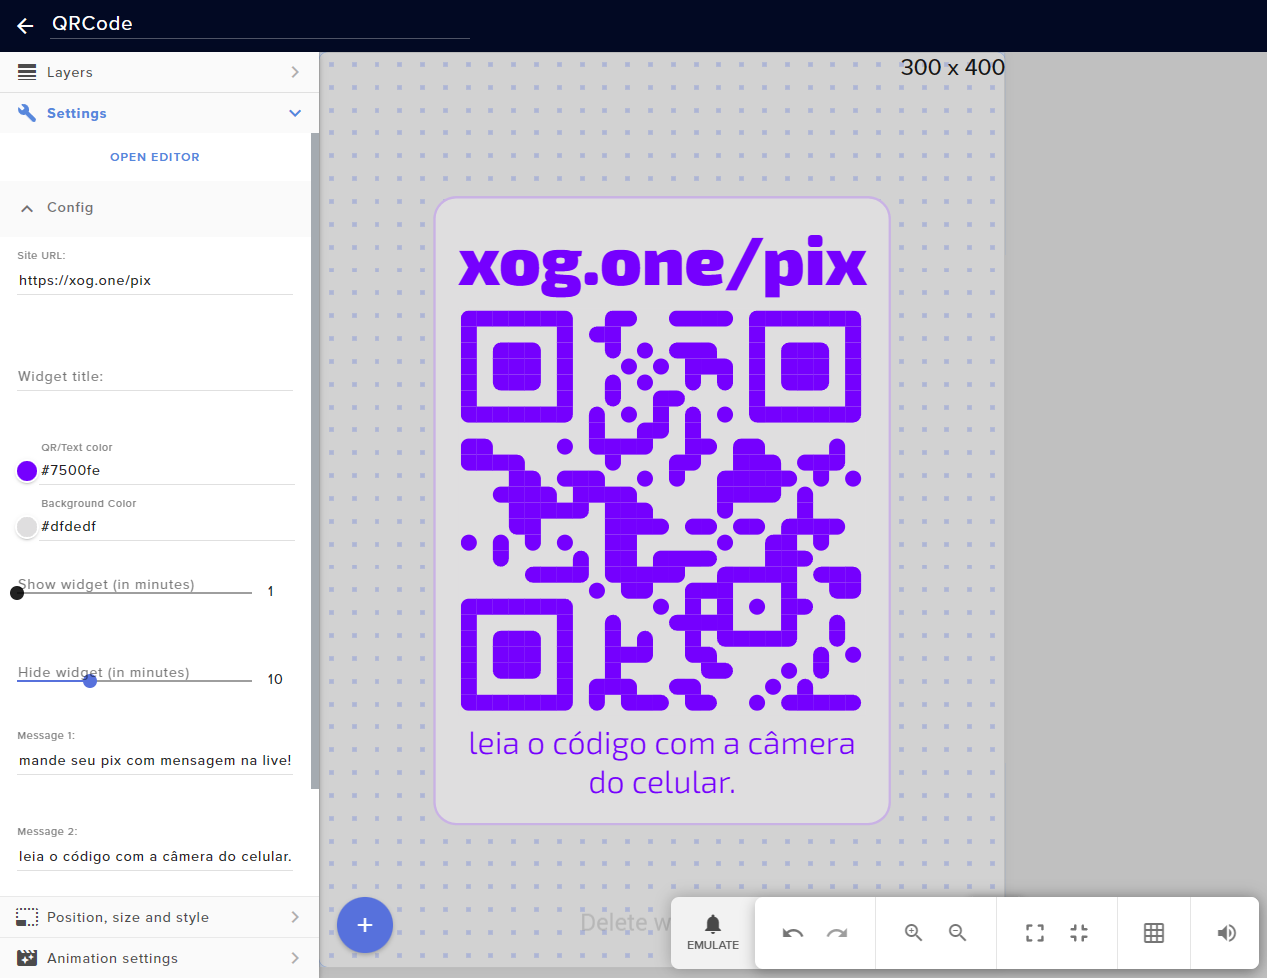 QRCode
Layers
Settings
OPEN EDITOR
Config
Site URL:
https://xog.one/pix
Widget title:
QR/Text color
#7500fe
Background Color
#dfdedf
Show widget (in minutes)
1
Hide widget (in minutes)
10
Message 1:
mande seu pix com mensagem na live!
Message 2:
leia o código com a câmera do celular.
Position, size and style
Animation settings
300 x 400
xog.one/pix
leia o código com a câmera
do celular.
Delete w
EMULATE